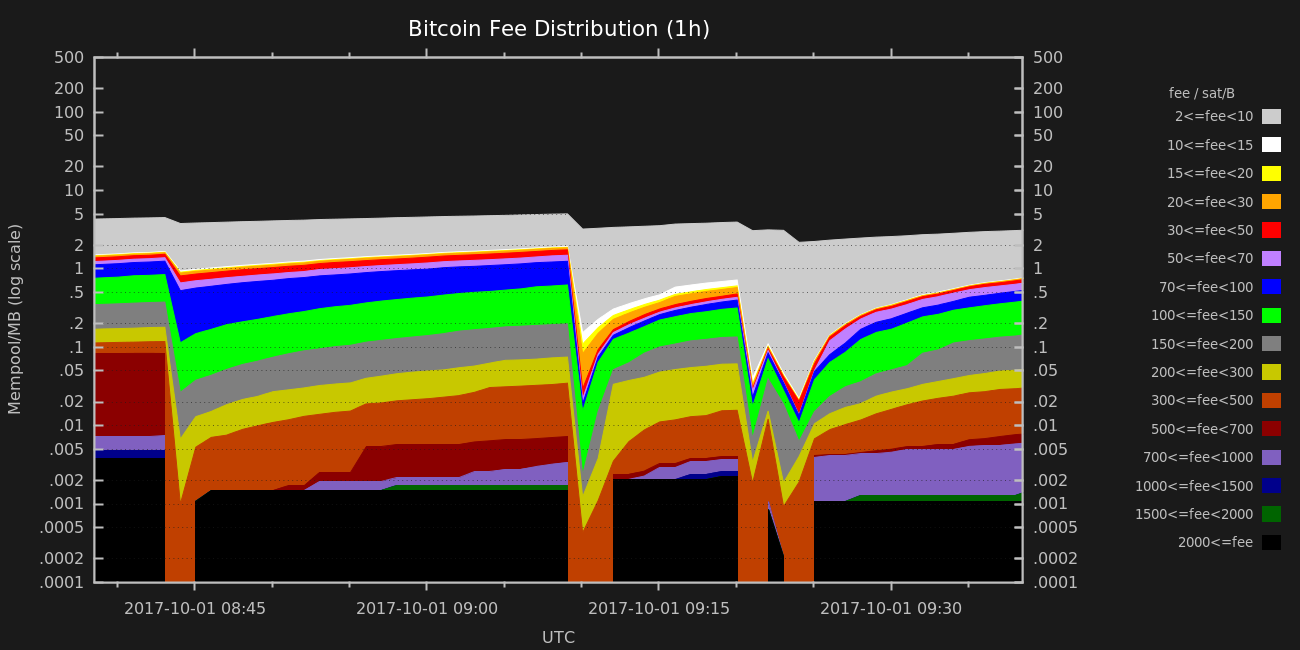 Bitcoin Fee Distribution (1h)
Mempool/MB (log scale)
500
200
100
50
20
10
5
2
1
.5
.2
.1
.05
.02
.01
.005
.002
.001
.0005
.0002
.0001
500
200
100
50
20
10
5
2
1
.5
.2
.1
.05
.02
.01
.005
.002
.001
.0005
.0002
.0001
2017-10-01 08:45
2017-10-01 09:00
2017-10-01 09:15
2017-10-01 09:30
UTC
fee / sat/B
2<=fee<10
10<=fee<15
15<=fee<20
20<=fee<30
30<=fee<50
50<=fee<70
70<=fee<100
100<=fee<150
150<=fee<200
200<=fee<300
300<=fee<500
500<=fee<700
700<=fee<1000
1000<=fee<1500
1500<=fee<2000
2000<=fee